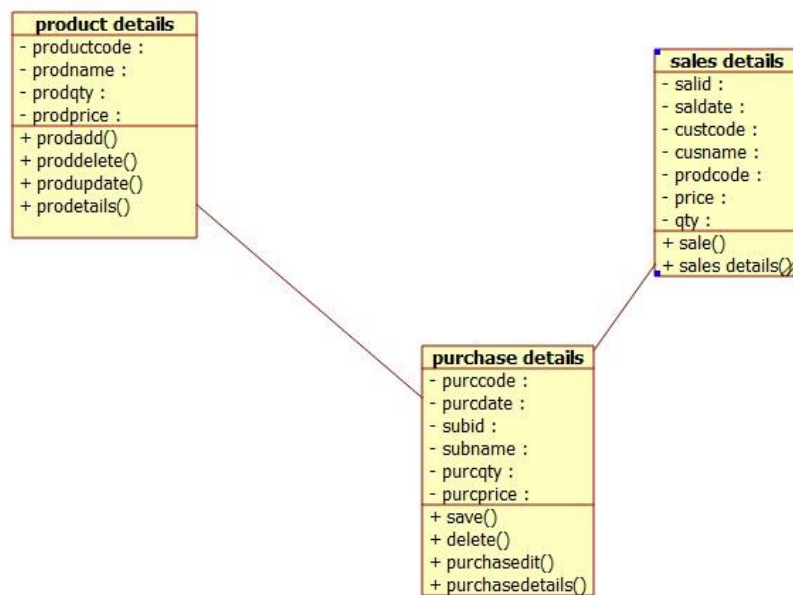 product details
- productcode :
- prodname :
- prodqty :
- prodprice :
+ prodadd()
+ proddelete()
+ produpdate()
+ prodetails()
sales details
- salid :
- saldate :
- custcode :
- cusname :
- prodcode :
- price :
- qty :
+ sale()
+ sales details()
purchase details
- purccode :
- purcdate :
- subid :
- subname :
- purcqty :
- purcprice :
+ save()
+ delete()
+ purchasedit()
+ purchasedetails()